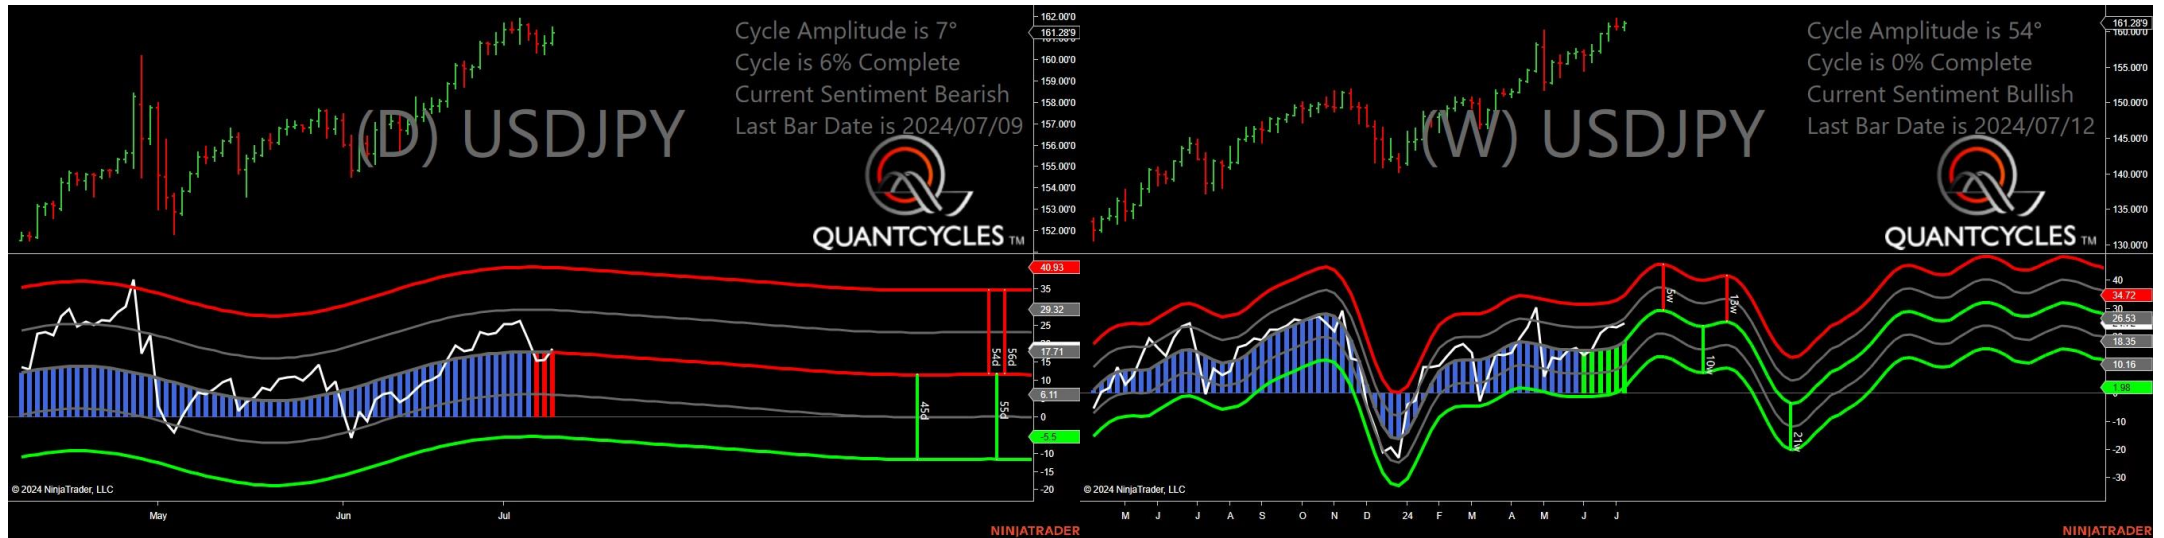 Cycle Amplitude is 7°
Cycle is 6% Complete
Current Sentiment Bearish
Last Bar Date is 2024/07/09
(D) USDJPY
QUANTCYCLES TM
162.00'0
161.28'9
160.00'0
159.00'0
158.00'0
157.00'0
156.00'0
155.00'0
154.00'0
153.00'0
152.00'0
40.93
35
29.32
25
17.71
15
10
6.11
0
-5.5
-10
-15
-20
54d
56d
45d
55d
© 2024 NinjaTrader, LLC
May
Jun
Jul
NINJATRADER
Cycle Amplitude is 54°
Cycle is 0% Complete
Current Sentiment Bullish
Last Bar Date is 2024/07/12
(W) USDJPY
QUANTCYCLES TM
161.28'9
160.00'0
155.00'0
150.00'0
145.00'0
140.00'0
135.00'0
130.00'0
40
34.72
30
26.53
18.35
10.16
1.98
-10
-20
-30
5w
13w
10w
21w
© 2024 NinjaTrader, LLC
M J J A S O N D 24 F M A M J J
NINJATRADER